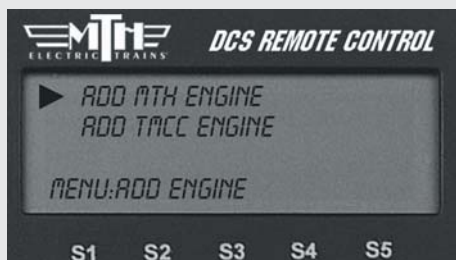 MTH
ELECTRIC TRAINS
DCS REMOTE CONTROL
ADD MTH ENGINE
ADD TMCC ENGINE
MENU:ADD ENGINE
S1 S2 S3 S4 S5